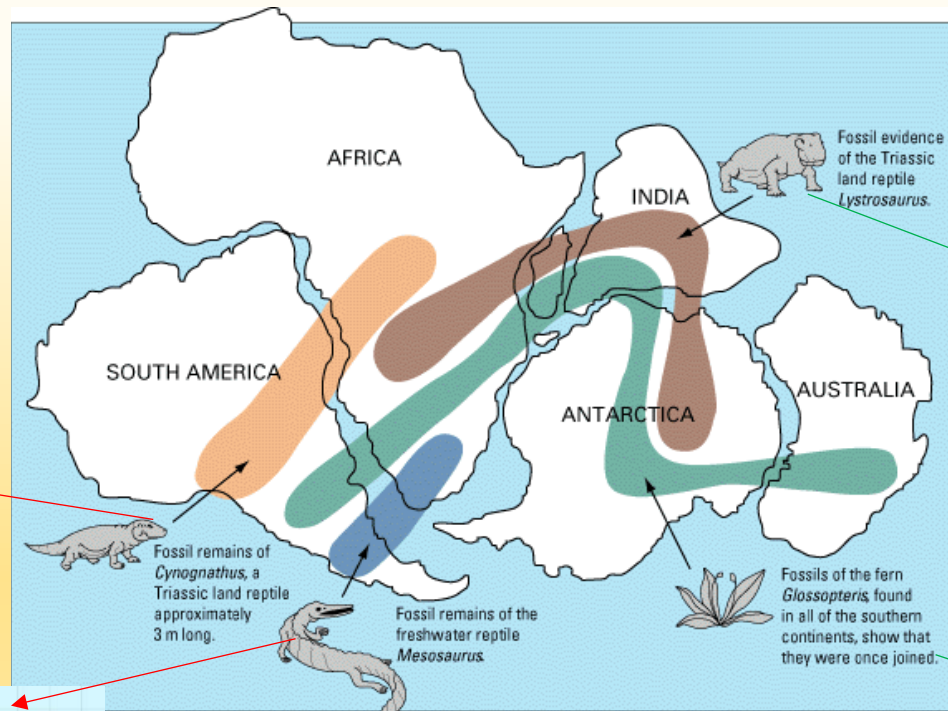 AFRICA
INDIA
Fossil evidence
of the Triassic
land reptile
Lystrosaurus.
SOUTH AMERICA
ANTARCTICA
AUSTRALIA
Fossil remains of
Cynognathus, a
Triassic land reptile
approximately
3 m long.
Fossil remains of the
freshwater reptile
Mesosaurus.
Fossils of the fern
Glossopteris, found
in all of the southern
continents, show that
they were once joined.